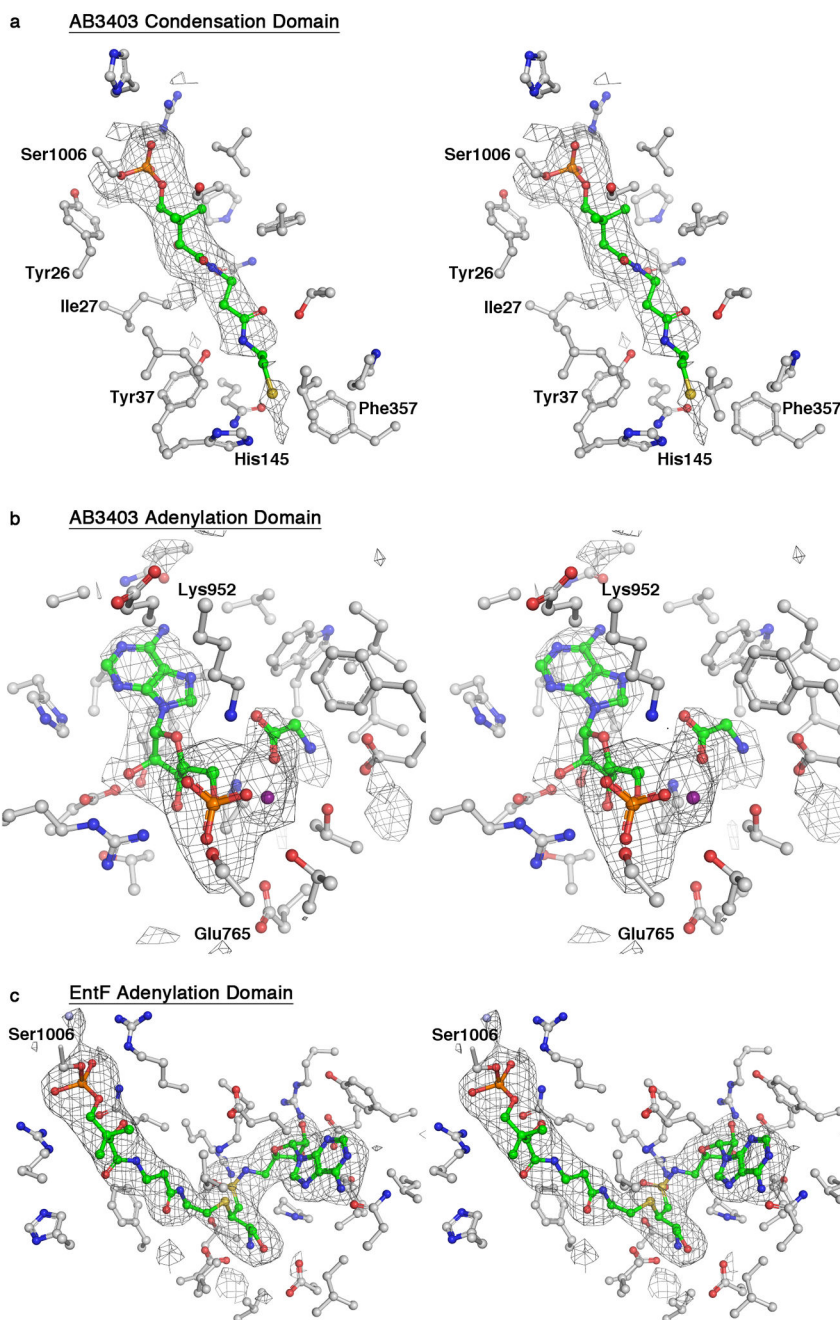 a AB3403 Condensation Domain
Ser1006 Ser1006
Tyr26 Tyr26
Ile27 Ile27
Tyr37 Phe357 Tyr37 Phe357
His145 His145
b AB3403 Adenylation Domain
Lys952 Lys952
Glu765 Glu765
c EntF Adenylation Domain
Ser1006 Ser1006